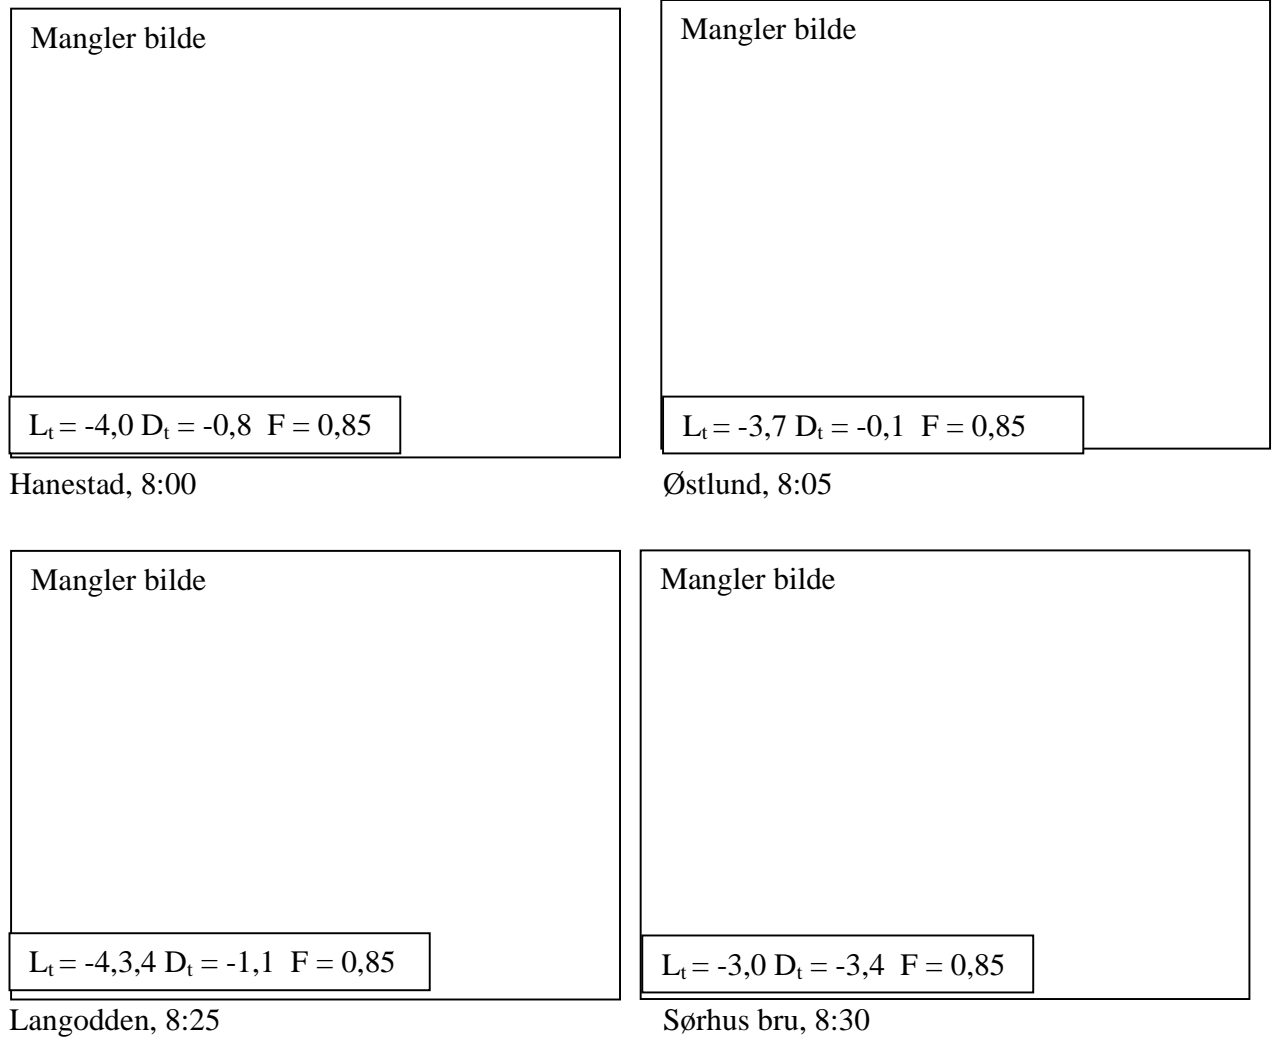 Mangler bilde
Mangler bilde
Lt = -4,0 Dt = -0,8 F = 0,85
Lt = -3,7 Dt = -0,1 F = 0,85
Hanestad, 8:00
Østlund, 8:05
Mangler bilde
Mangler bilde
Lt = -4,3,4 Dt = -1,1 F = 0,85
Lt = -3,0 Dt = -3,4 F = 0,85
Langodden, 8:25
Sørhus bru, 8:30